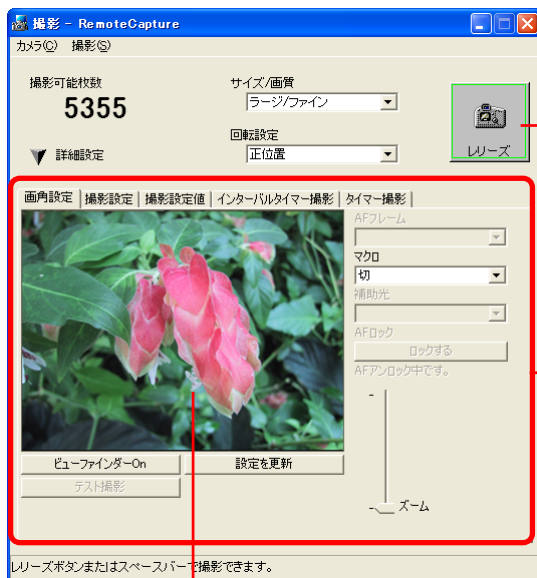 撮影 - RemoteCapture
カメラ(C) 撮影(S)
撮影可能枚数
5355
サイズ/画質
ラージ/ファイン
回転設定
正位置
詳細設定
レリーズ
画角設定 撮影設定 撮影設定値 インターバルタイマー撮影 タイマー撮影
AFフレーム
マクロ
切
補助光
AFロック
ロックする
AFアンロック中です。
ビューファインダーOn
設定を更新
テスト撮影
ズーム
レリーズボタンまたはスペースバーで撮影できます。